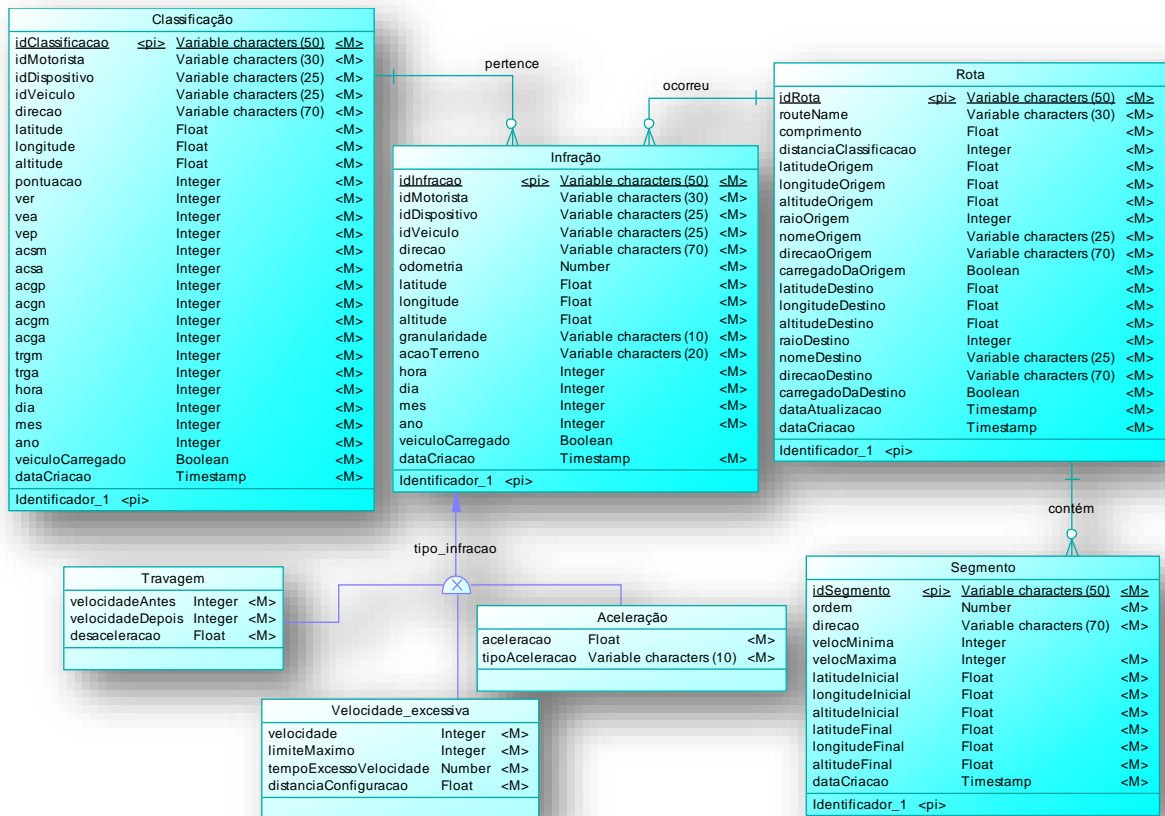 Classificação
idClassificacao <pi> Variable characters (50) <M>
idMotorista Variable characters (30) <M>
idDispositivo Variable characters (25) <M>
idVeiculo Variable characters (25) <M>
direcao Variable characters (70) <M>
latitude Float <M>
longitude Float <M>
altitude Float <M>
pontuacao Integer <M>
ver Integer <M>
vea Integer <M>
vep Integer <M>
acsm Integer <M>
acsa Integer <M>
acgp Integer <M>
acgn Integer <M>
acgm Integer <M>
acga Integer <M>
trgm Integer <M>
trga Integer <M>
hora Integer <M>
dia Integer <M>
mes Integer <M>
ano Integer <M>
veiculoCarregado Boolean <M>
dataCriacao Timestamp <M>
Identificador_1 <pi>
pertence
ocorreu
Infração
idInfracao <pi> Variable characters (50) <M>
idMotorista Variable characters (30) <M>
idDispositivo Variable characters (25) <M>
idVeiculo Variable characters (25) <M>
direcao Variable characters (70) <M>
odometria Number <M>
latitude Float <M>
longitude Float <M>
altitude Float <M>
granularidade Variable characters (10) <M>
acaoTerreno Variable characters (20) <M>
hora Integer <M>
dia Integer <M>
mes Integer <M>
ano Integer <M>
veiculoCarregado Boolean
dataCriacao Timestamp <M>
Identificador_1 <pi>
Rota
idRota <pi> Variable characters (50) <M>
routeName Variable characters (30) <M>
comprimento Float <M>
distanciaClassificacao Integer <M>
latitudeOrigem Float <M>
longitudeOrigem Float <M>
altitudeOrigem Float <M>
raioOrigem Integer <M>
nomeOrigem Variable characters (25) <M>
direcaoOrigem Variable characters (70) <M>
carregadoDaOrigem Boolean <M>
latitudeDestino Float <M>
longitudeDestino Float <M>
altitudeDestino Float <M>
raioDestino Integer <M>
nomeDestino Variable characters (25) <M>
direcaoDestino Variable characters (70) <M>
carregadoDaDestino Boolean <M>
dataAtualizacao Timestamp <M>
dataCriacao Timestamp <M>
Identificador_1 <pi>
contém
tipo_infracao
Travagem
velocidadeAntes Integer <M>
velocidadeDepois Integer <M>
desaceleracao Float <M>
Aceleração
aceleracao Float <M>
tipoAceleracao Variable characters (10) <M>
Velocidade_excessiva
velocidade Integer <M>
limiteMaximo Integer <M>
tempoExcessoVelocidade Number <M>
distanciaConfiguracao Float <M>
Segmento
idSegmento <pi> Variable characters (50) <M>
ordem Number <M>
direcao Variable characters (70) <M>
velocMinima Integer
velocMaxima Integer <M>
latitudeInicial Float <M>
longitudeInicial Float <M>
altitudeInicial Float <M>
latitudeFinal Float <M>
longitudeFinal Float <M>
altitudeFinal Float <M>
dataCriacao Timestamp <M>
Identificador_1 <pi>